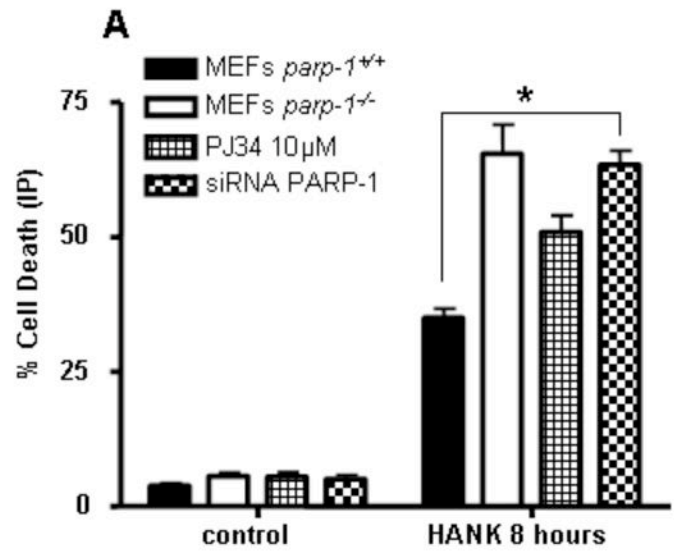 A
MEFs parp-1+/+
MEFs parp-1-/-
PJ34 10µM
siRNA PARP-1
*
75
50
25
0
% Cell Death (IP)
control HANK 8 hours